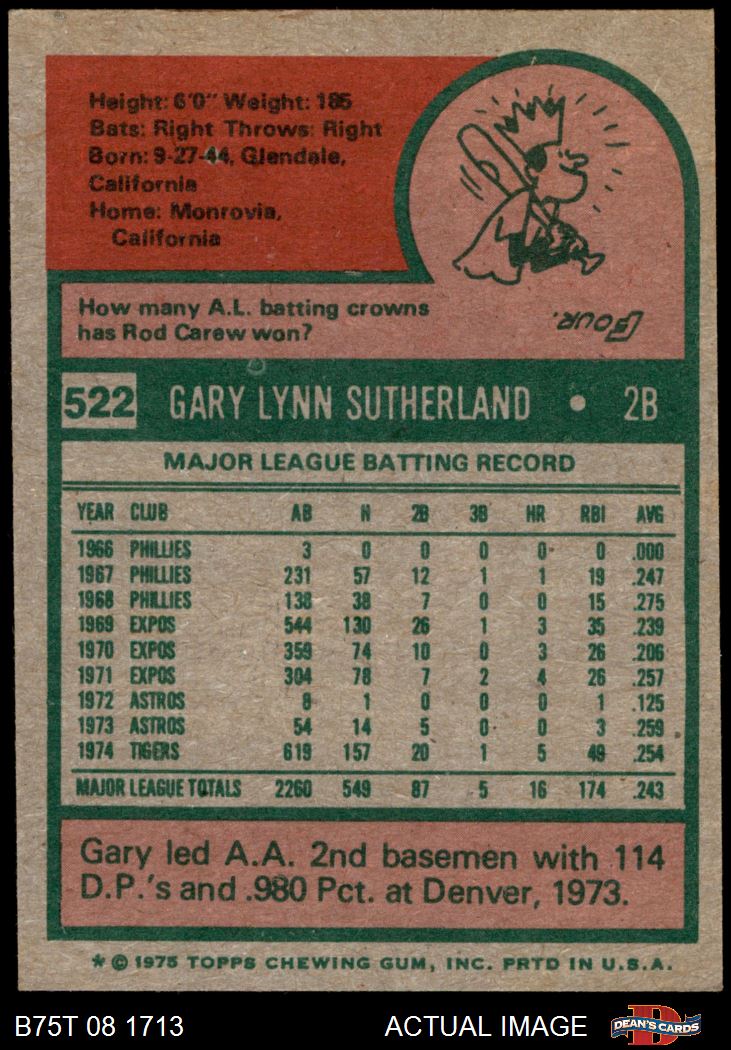 Height: 6'0" Weight: 185
Bats: Right Throws: Right
Born: 9-27-44, Glendale,
California
Home: Monrovia,
California
How many A.L. batting crowns
has Rod Carew won?
FOUR.
522 GARY LYNN SUTHERLAND • 2B
MAJOR LEAGUE BATTING RECORD
YEAR CLUB AB H 2B 3B HR RBI AVG
1966 PHILLIES 3 0 0 0 0 0 .000
1967 PHILLIES 231 57 12 1 1 19 .247
1968 PHILLIES 138 38 7 0 0 15 .275
1969 EXPOS 544 130 26 1 3 35 .239
1970 EXPOS 359 74 10 0 3 26 .206
1971 EXPOS 304 78 7 2 4 26 .257
1972 ASTROS 8 1 0 0 0 1 .125
1973 ASTROS 54 14 5 0 0 3 .259
1974 TIGERS 619 157 20 1 5 49 .254
MAJOR LEAGUE TOTALS 2260 549 87 5 16 174 .243
Gary led A.A. 2nd basemen with 114
D.P.'s and .980 Pct. at Denver, 1973.
* © 1975 TOPPS CHEWING GUM, INC. PRTD IN U.S.A.
B75T 08 1713 ACTUAL IMAGE DEAN'S CARDS